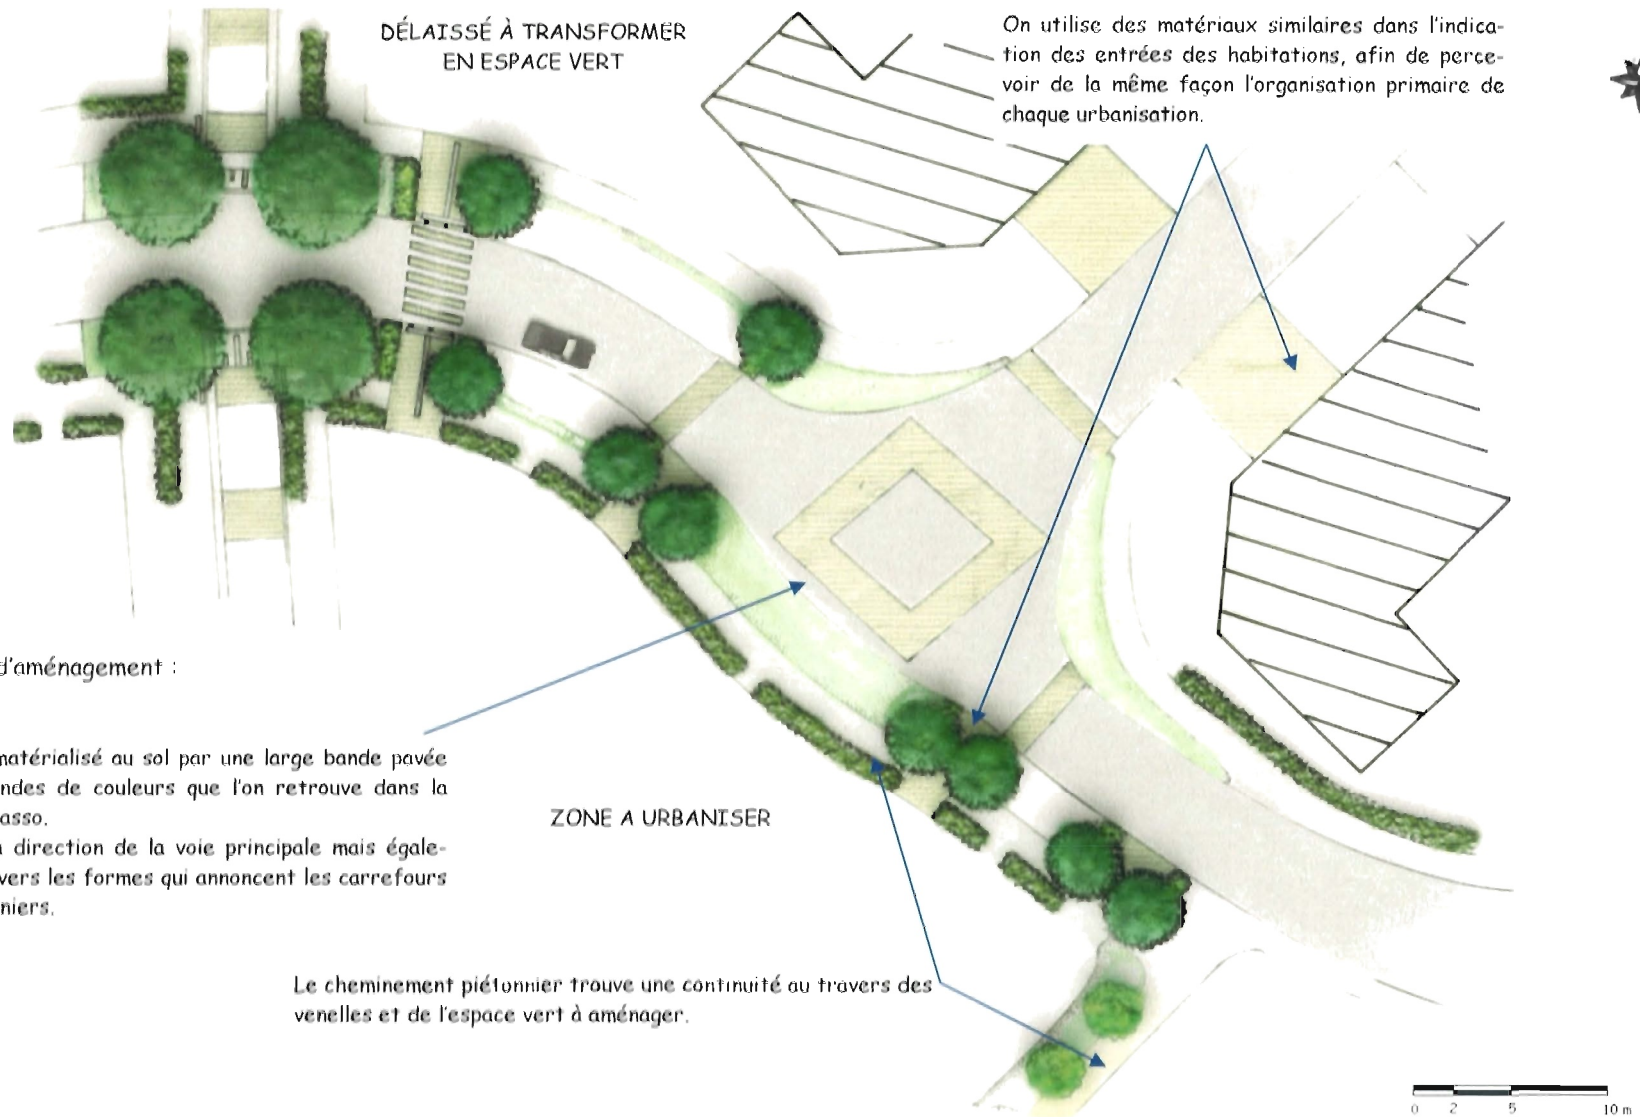 DÉLAISSÉ À TRANSFORMER
EN ESPACE VERT
On utilise des matériaux similaires dans l'indica-
tion des entrées des habitations, afin de perce-
voir de la même façon l'organisation primaire de
chaque urbanisation.
d'aménagement :
matérialisé au sol par une large bande pavée
ndes de couleurs que l'on retrouve dans la
asso.
direction de la voie principale mais égale-
vers les formes qui annoncent les carrefours
niers.
ZONE A URBANISER
Le cheminement piétonnier trouve une continuité au travers des
venelles et de l'espace vert à aménager.
0 2 5 10 m